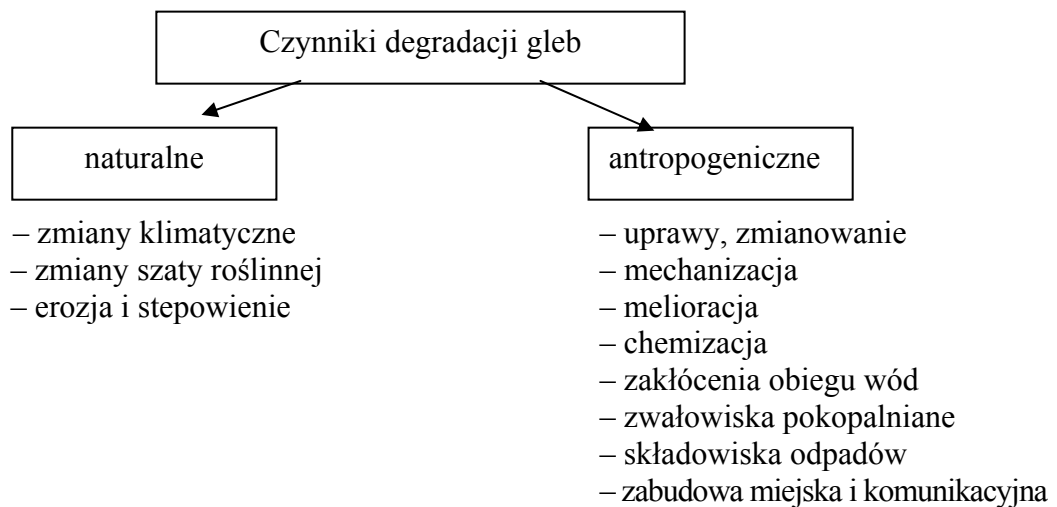 Czynniki degradacji gleb
naturalne
– zmiany klimatyczne
– zmiany szaty roślinnej
– erozja i stepowienie
antropogeniczne
– uprawy, zmianowanie
– mechanizacja
– melioracja
– chemizacja
– zakłócenia obiegu wód
– zwałowiska pokopalniane
– składowiska odpadów
– zabudowa miejska i komunikacyjna